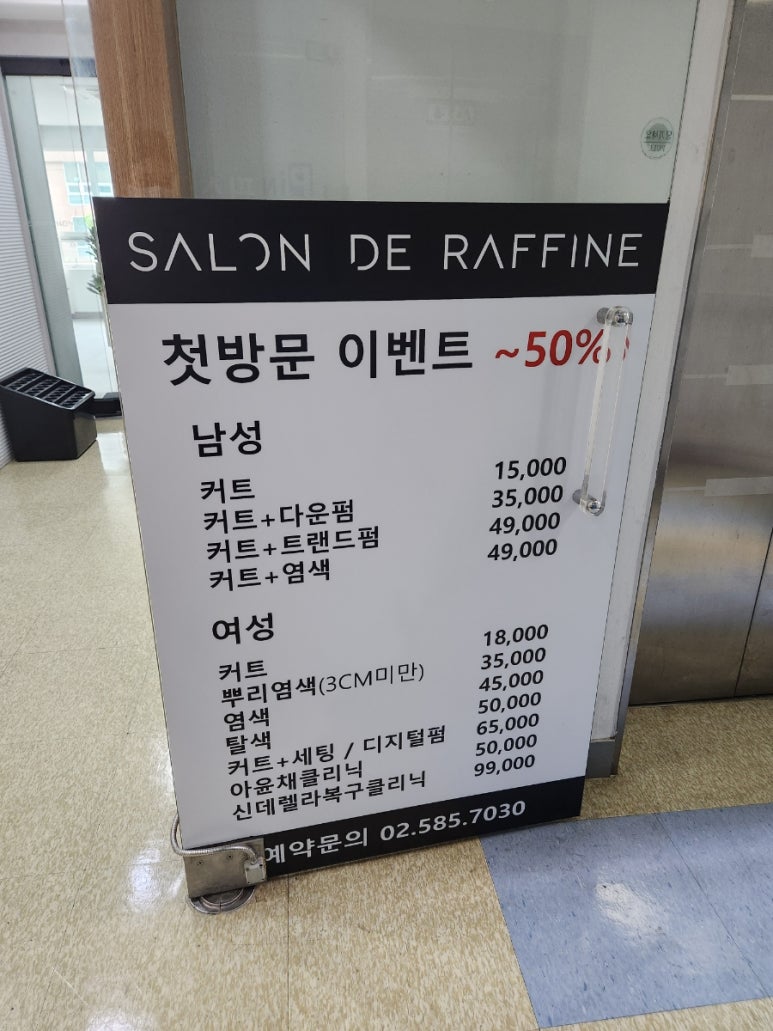 SALON DE RAFFINE
첫방문 이벤트 ~50%
남성
커트 15,000
커트+다운펌 35,000
커트+트랜드펌 49,000
커트+염색 49,000
여성
커트 18,000
뿌리염색(3CM미만) 35,000
염색 45,000
탈색 50,000
커트+세팅 / 디지털펌 65,000
아윤채클리닉 50,000
신데렐라복구클리닉 99,000
예약문의 02.585.7030